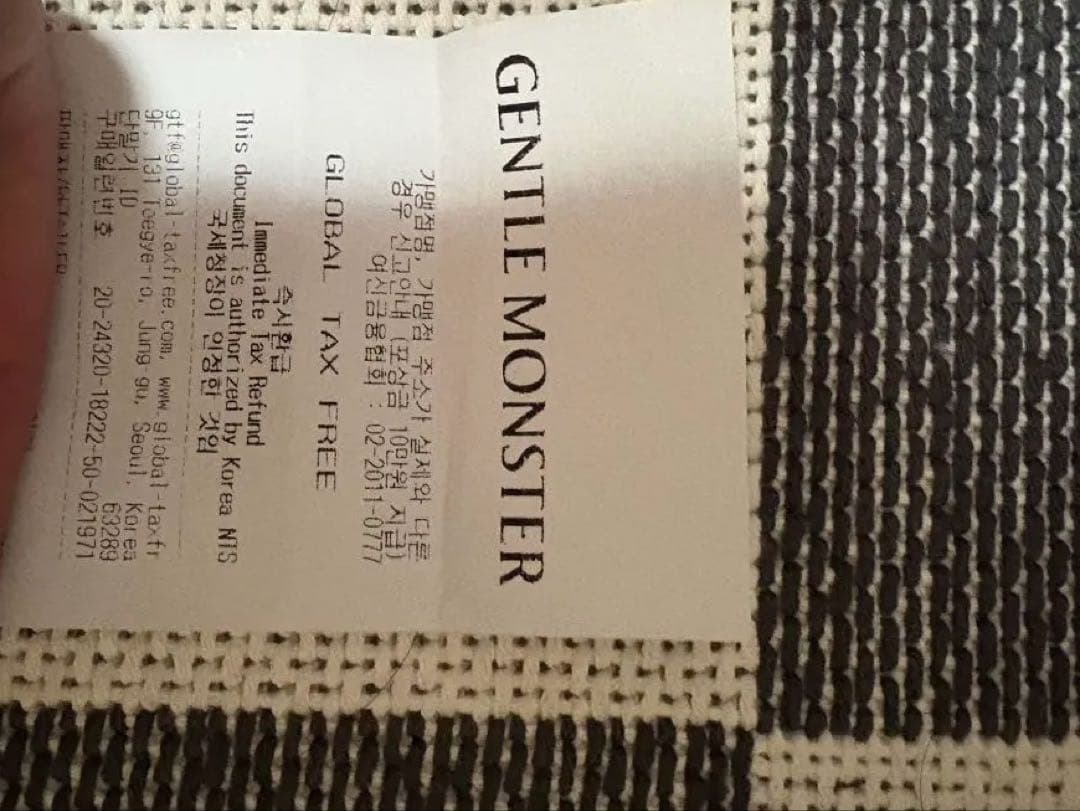 GENTLE MONSTER
가맹점명, 가맹점 주소가 실제와 다른
경우 신고안내 (포상금 10만원 지급)
여신금융협회 : 02-2011-0777
GLOBAL TAX FREE
즉시환급
Immediate Tax Refund
This document is authorized by Korea NTS
국세청장이 인정한 것임
gtf@global-taxfree.com, www.global-taxfr
9F, 131 Toegye-ro, Jung-gu, Seoul, Korea
단말기 ID 63289
구매일련번호 20-24320-18222-50-021971